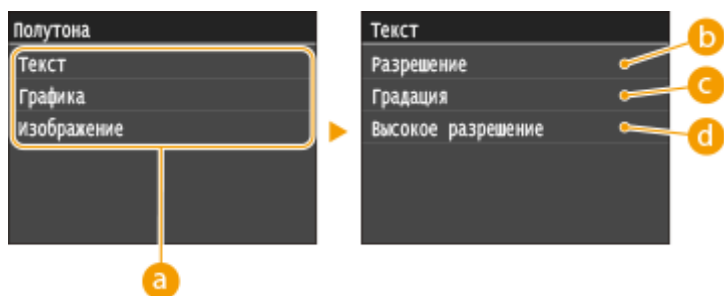 Полутона
Текст
Графика
Изображение
a
Текст
Разрешение
Градация
Высокое разрешение
b
c
d